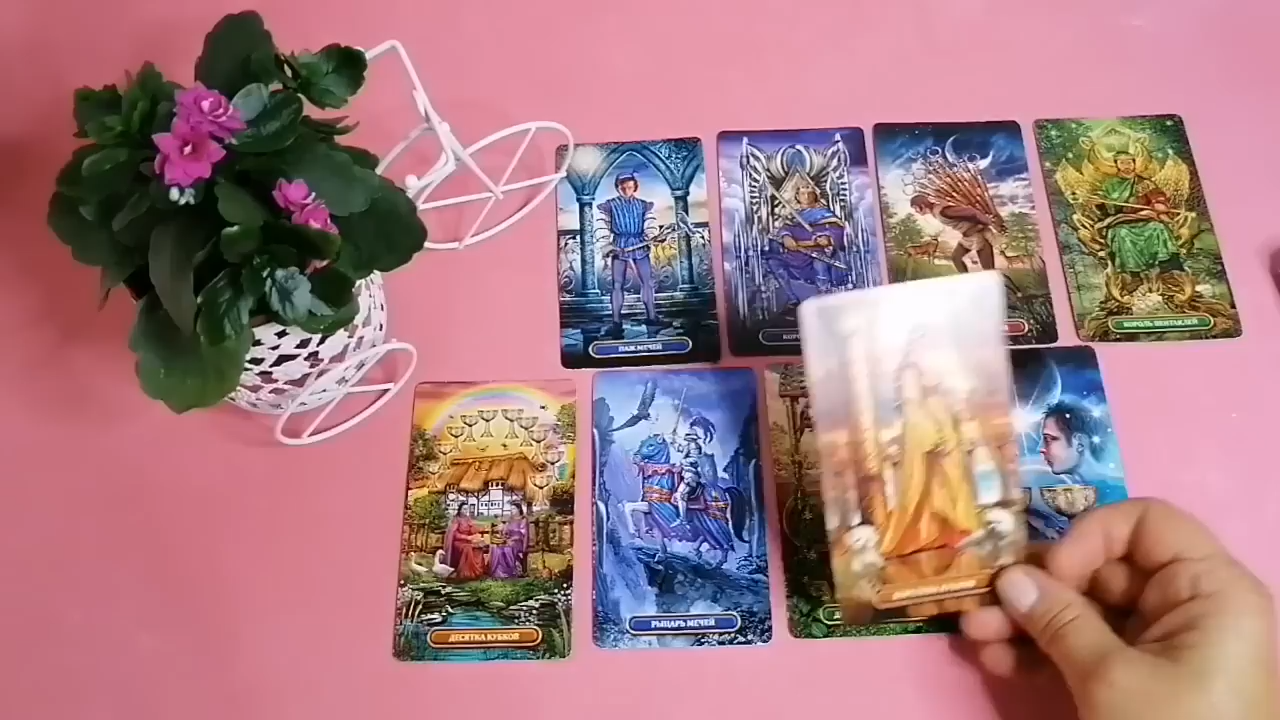 ПАЖ МЕЧЕЙ
КОРОЛЬ ПЕНТАКЛЕЙ
ДЕСЯТКА КУБКОВ
РЫЦАРЬ МЕЧЕЙ